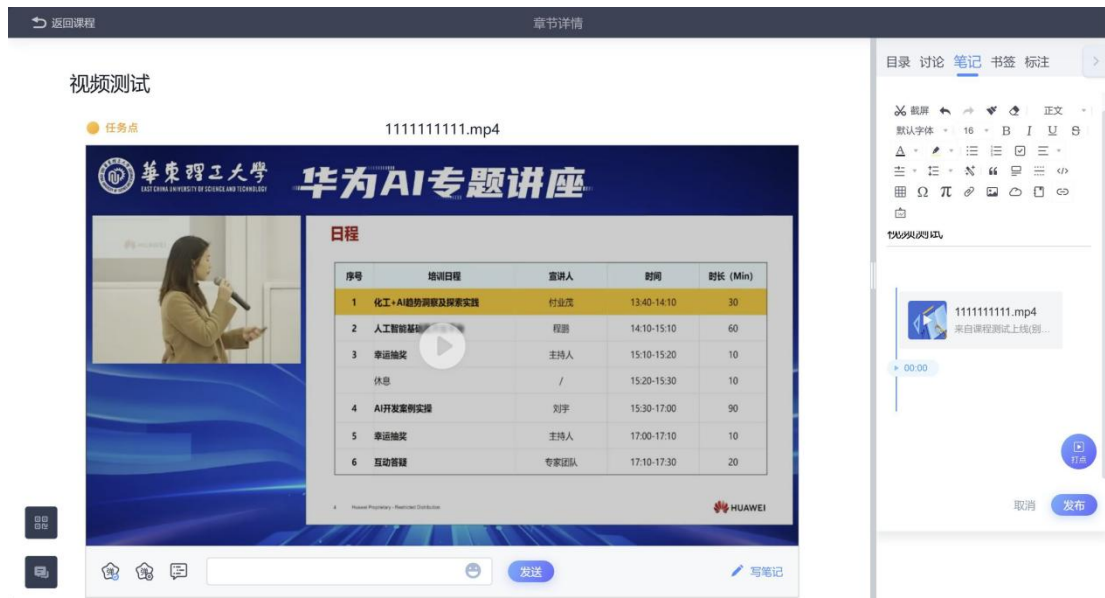 返回课程
章节详情
视频测试
任务点
1111111111.mp4
華東理工大學
EAST CHINA UNIVERSITY OF SCIENCE AND TECHNOLOGY
华为AI专题讲座
日程
序号 培训日程 宣讲人 时间 时长 (Min)
1 化工+AI趋势洞察及探索实践 付业茂 13:40-14:10 30
2 人工智能基础 程鹏 14:10-15:10 60
3 幸运抽奖 主持人 15:10-15:20 10
休息 / 15:20-15:30 10
4 AI开发案例实操 刘宇 15:30-17:00 90
5 幸运抽奖 主持人 17:00-17:10 10
6 互动答疑 专家团队 17:10-17:30 20
4 Huawei Proprietary - Restricted Distribution
HUAWEI
发送
写笔记
目录 讨论 笔记 书签 标注
截屏 正文
默认字体 16 B I U S
A
视频测试
1111111111.mp4
来自课程测试上线(别...
00:00
打点
取消 发布